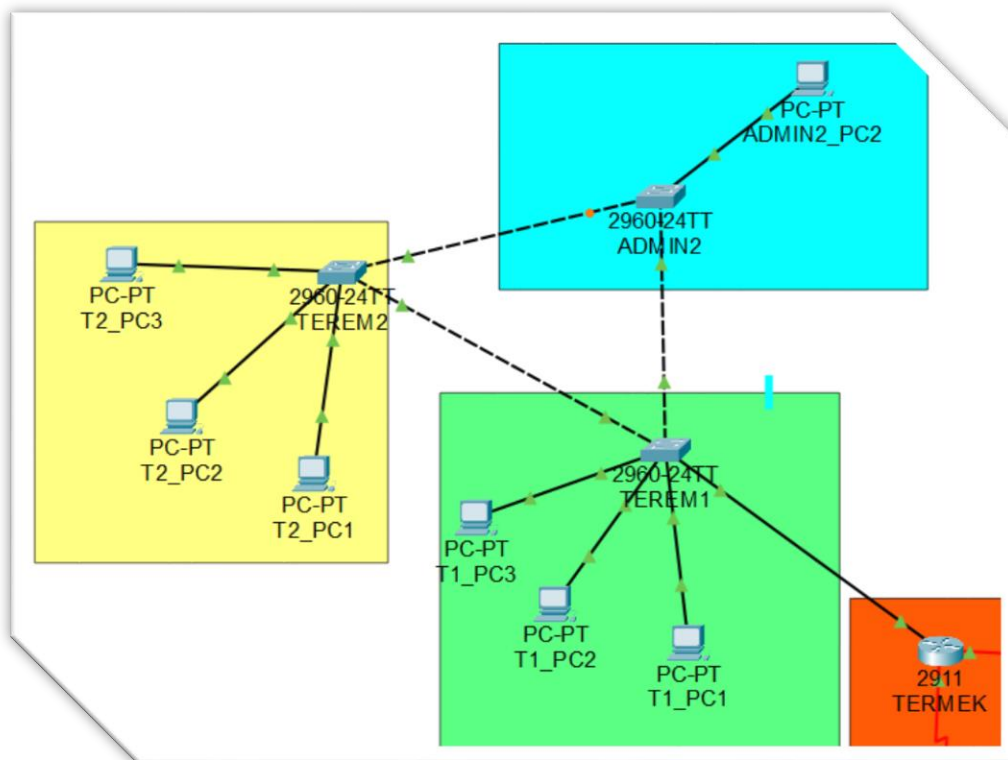 PC-PT
ADMIN2_PC2
2960-24TT
ADMIN2
PC-PT
T2_PC3
2960-24TT
TEREM2
PC-PT
T2_PC2
PC-PT
T2_PC1
2960-24TT
TEREM1
PC-PT
T1_PC3
PC-PT
T1_PC2
PC-PT
T1_PC1
2911
TERMEK